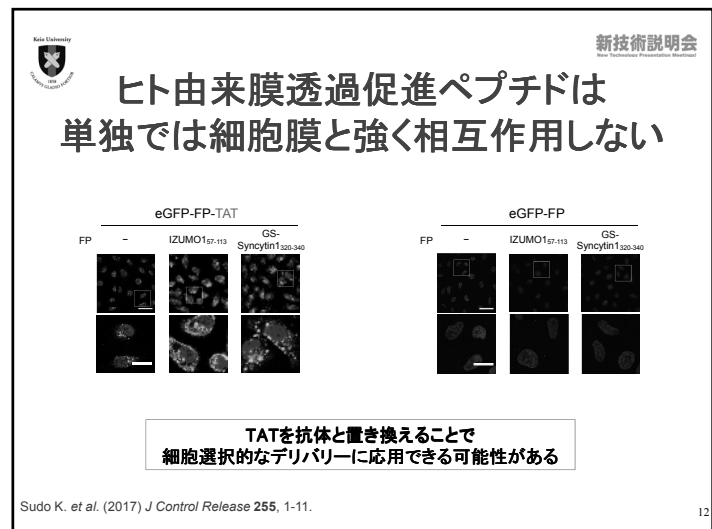 Keio University
1858
CALAMVS GLADIO FORTIOR
新技術説明会
New Technology Presentation Meetings!
ヒト由来膜透過促進ペプチドは
単独では細胞膜と強く相互作用しない
eGFP-FP-TAT
FP – IZUMO157-113 GS-Syncytin1320-340
eGFP-FP
FP – IZUMO157-113 GS-Syncytin1320-340
TATを抗体と置き換えることで
細胞選択的なデリバリーに応用できる可能性がある
Sudo K. et al. (2017) J Control Release 255, 1-11.
12